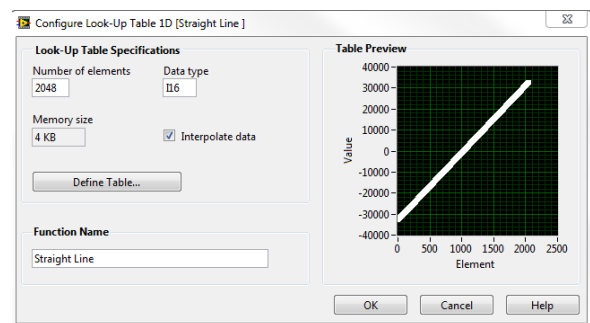 Configure Look-Up Table 1D [Straight Line ]
Look-Up Table Specifications
Number of elements
Data type
2048
I16
Memory size
4 KB
Interpolate data
Define Table...
Function Name
Straight Line
Table Preview
40000
30000
20000
10000
0
-10000
-20000
-30000
-40000
Value
0 500 1000 1500 2000 2500
Element
OK Cancel Help